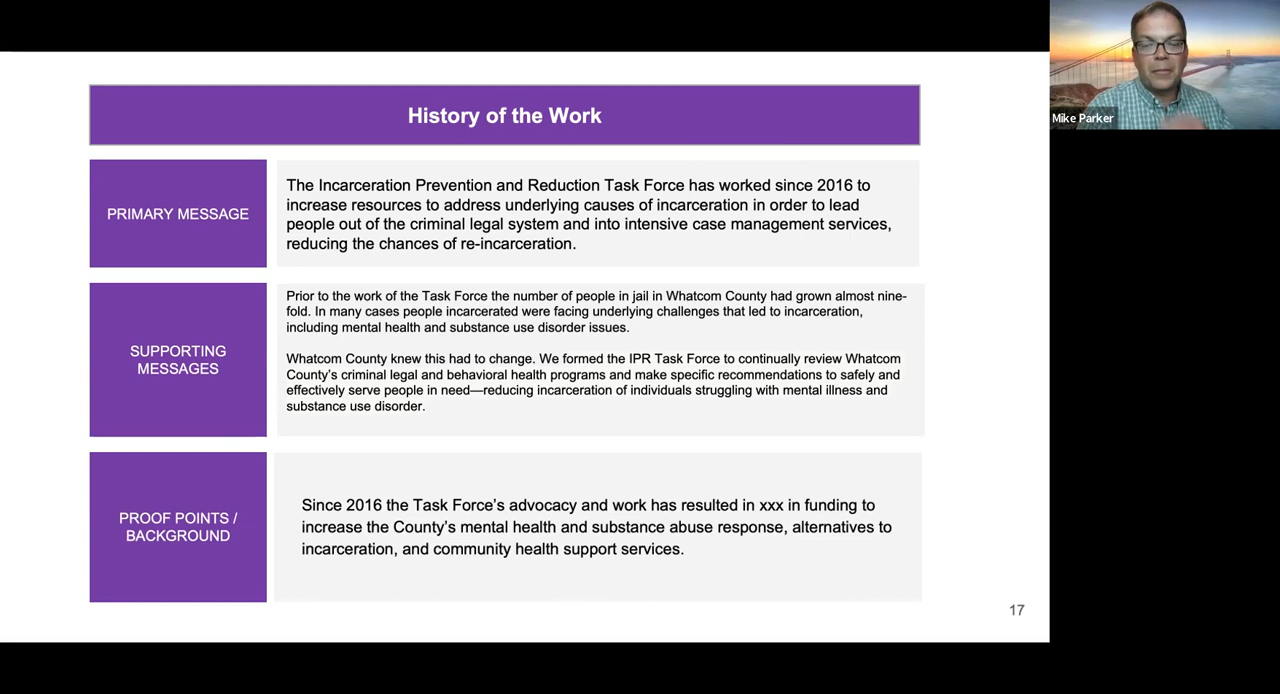 History of the Work
Mike Parker
PRIMARY MESSAGE
The Incarceration Prevention and Reduction Task Force has worked since 2016 to
increase resources to address underlying causes of incarceration in order to lead
people out of the criminal legal system and into intensive case management services,
reducing the chances of re-incarceration.
SUPPORTING
MESSAGES
Prior to the work of the Task Force the number of people in jail in Whatcom County had grown almost nine-
fold. In many cases people incarcerated were facing underlying challenges that led to incarceration,
including mental health and substance use disorder issues.
Whatcom County knew this had to change. We formed the IPR Task Force to continually review Whatcom
County’s criminal legal and behavioral health programs and make specific recommendations to safely and
effectively serve people in need—reducing incarceration of individuals struggling with mental illness and
substance use disorder.
PROOF POINTS /
BACKGROUND
Since 2016 the Task Force’s advocacy and work has resulted in xxx in funding to
increase the County’s mental health and substance abuse response, alternatives to
incarceration, and community health support services.
17